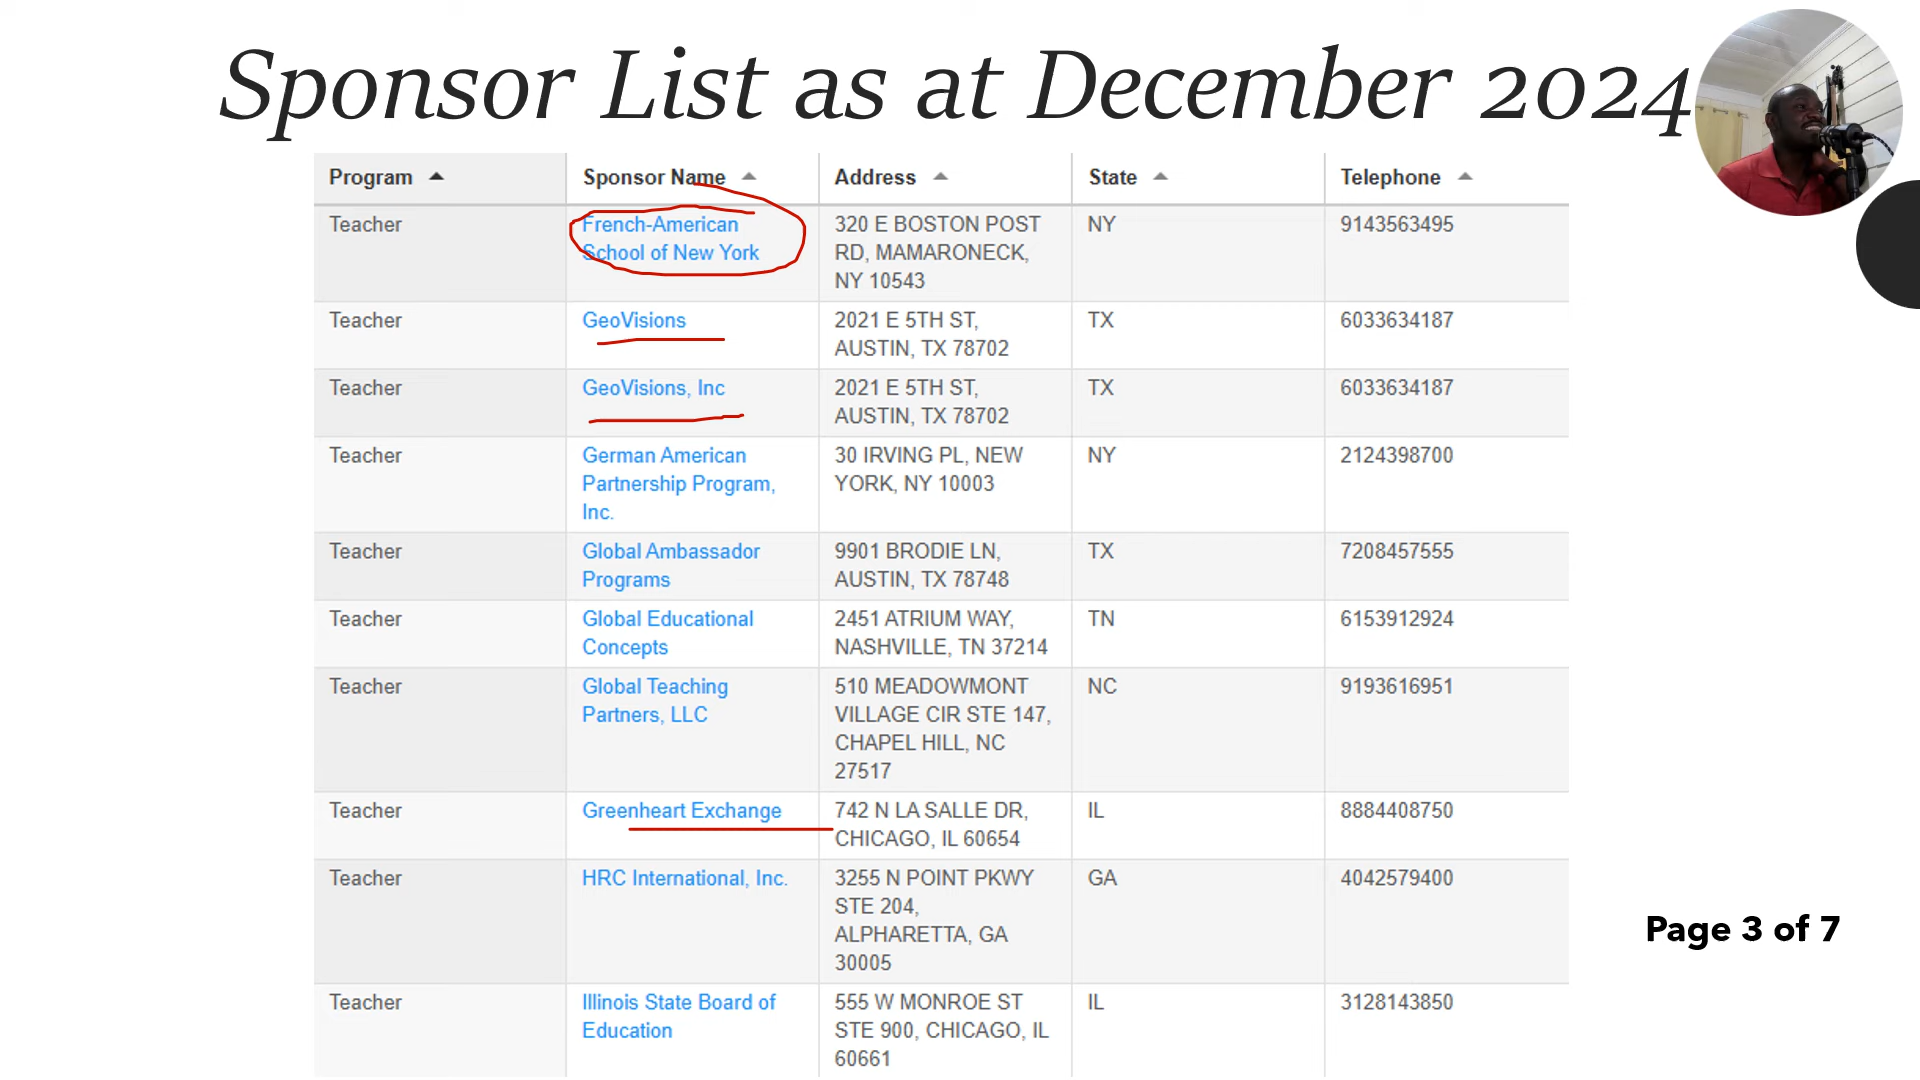 Sponsor List as at December 2024
Program Sponsor Name Address State Telephone
Teacher French-American 320 E BOSTON POST NY 9143563495
School of New York RD, MAMARONECK,
NY 10543
Teacher GeoVisions 2021 E 5TH ST, TX 6033634187
AUSTIN, TX 78702
Teacher GeoVisions, Inc 2021 E 5TH ST, TX 6033634187
AUSTIN, TX 78702
Teacher German American 30 IRVING PL, NEW NY 2124398700
Partnership Program, YORK, NY 10003
Inc.
Teacher Global Ambassador 9901 BRODIE LN, TX 7208457555
Programs AUSTIN, TX 78748
Teacher Global Educational 2451 ATRIUM WAY, TN 6153912924
Concepts NASHVILLE, TN 37214
Teacher Global Teaching 510 MEADOWMONT NC 9193616951
Partners, LLC VILLAGE CIR STE 147,
CHAPEL HILL, NC
27517
Teacher Greenheart Exchange 742 N LA SALLE DR, IL 8884408750
CHICAGO, IL 60654
Teacher HRC International, Inc. 3255 N POINT PKWY GA 4042579400
STE 204,
ALPHARETTA, GA
30005
Teacher Illinois State Board of 555 W MONROE ST IL 3128143850
Education STE 900, CHICAGO, IL
60661
Page 3 of 7